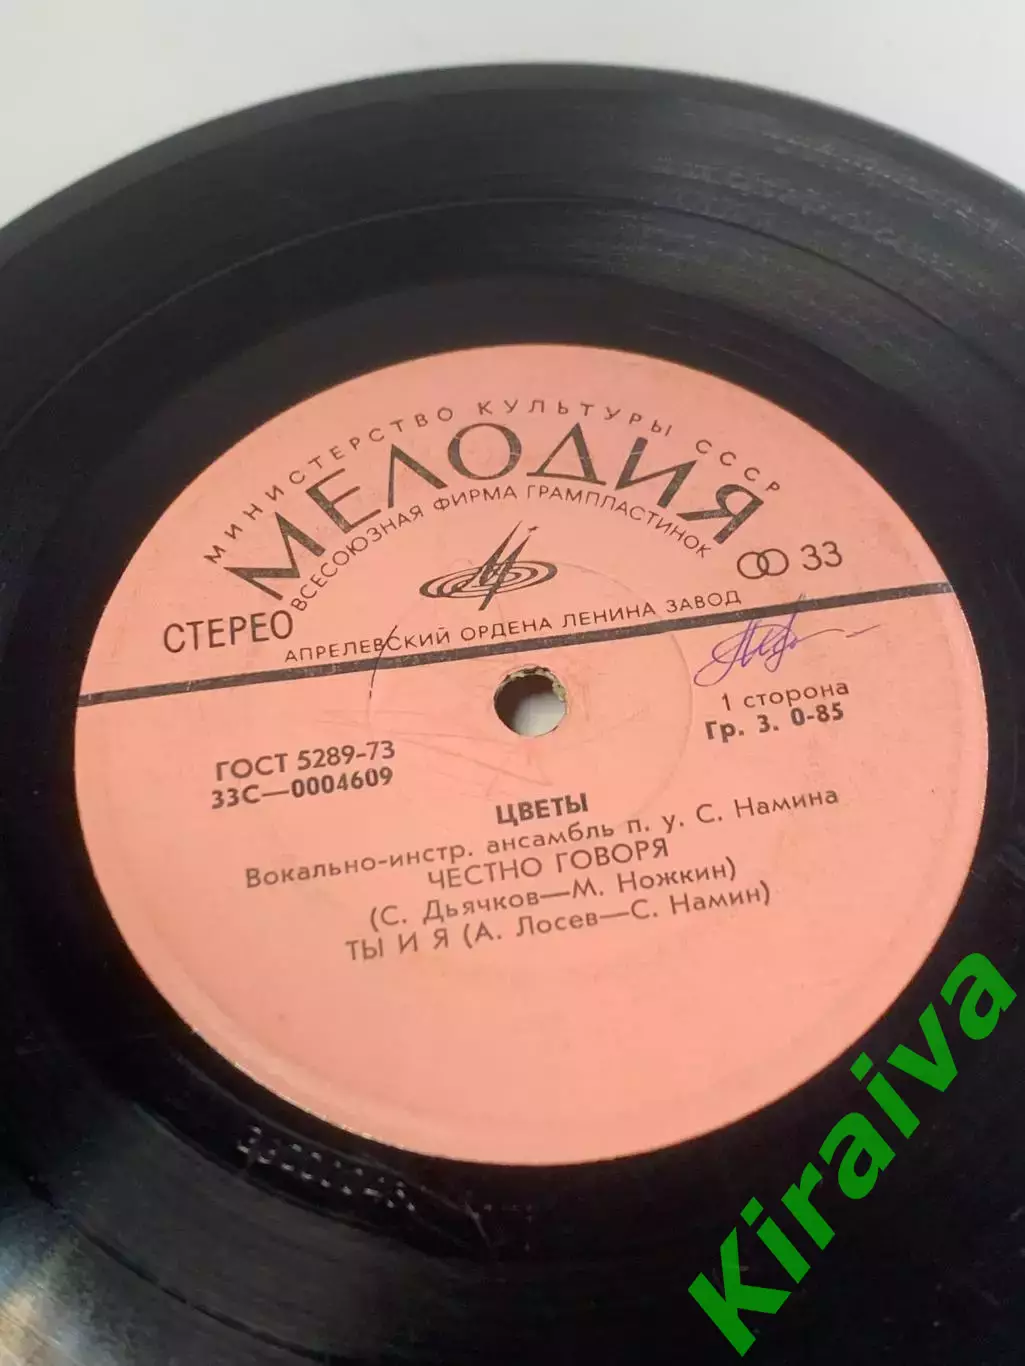 МИНИСТЕРСТВО КУЛЬТУРЫ СССР
МЕЛОДИЯ
ВСЕСОЮЗНАЯ ФИРМА ГРАМПЛАСТИНОК
33
СТЕРЕО
АПРЕЛЕВСКИЙ ОРДЕНА ЛЕНИНА ЗАВОД
1 сторона
Гр. 3. 0-85
ГОСТ 5289-73
33С—0004609
ЦВЕТЫ
Вокально-инстр. ансамбль п. у. С. Намина
ЧЕСТНО ГОВОРЯ
(С. Дьячков—М. Ножкин)
ТЫ И Я (А. Лосев—С. Намин)
Kiraiva